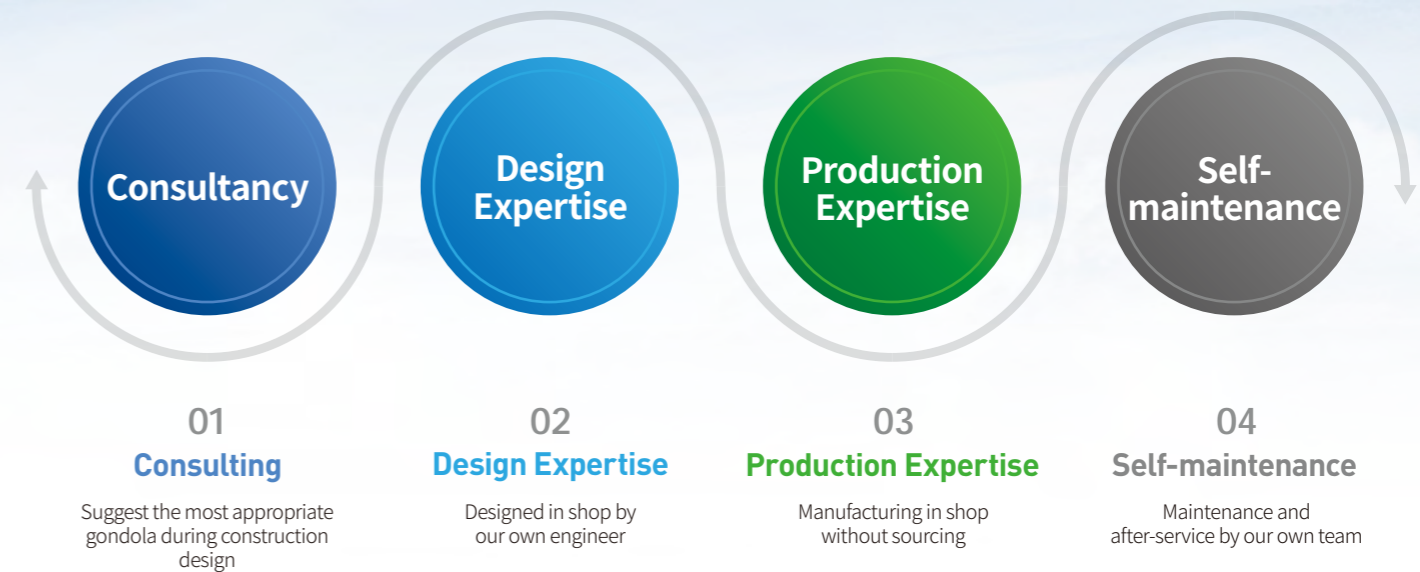 Consultancy
Design
Expertise
Production
Expertise
Self-
maintenance
01
Consulting
Suggest the most appropriate
gondola during construction
design
02
Design Expertise
Designed in shop by
our own engineer
03
Production Expertise
Manufacturing in shop
without sourcing
04
Self-maintenance
Maintenance and
after-service by our own team